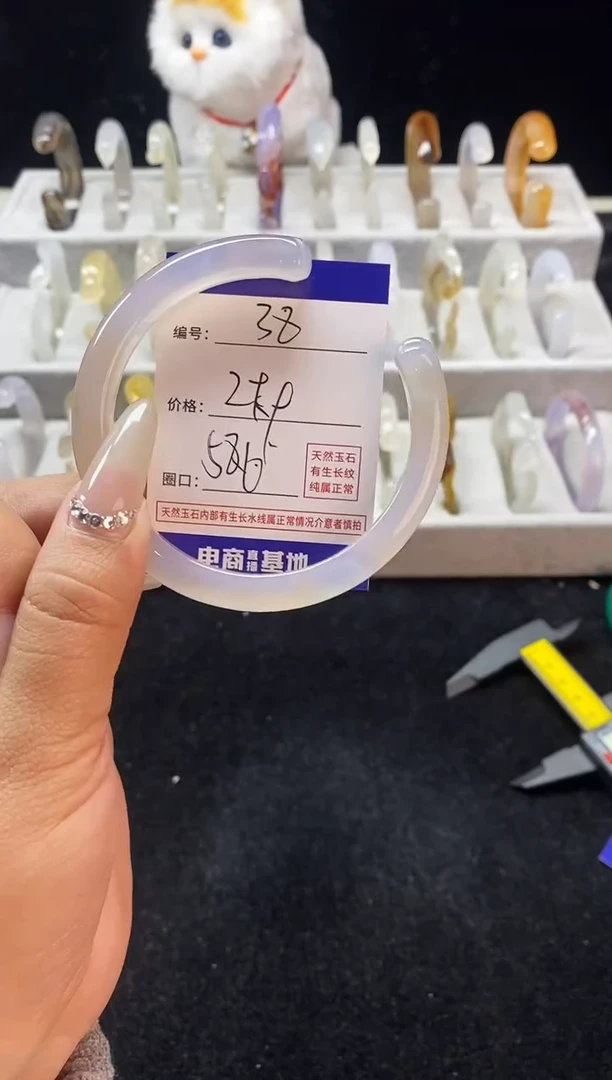 编号: 38
价格:
圈口:
天然玉石
有生长纹
纯属正常
天然玉石内部有生长水线属正常情况介意者慎拍
电商直播基地